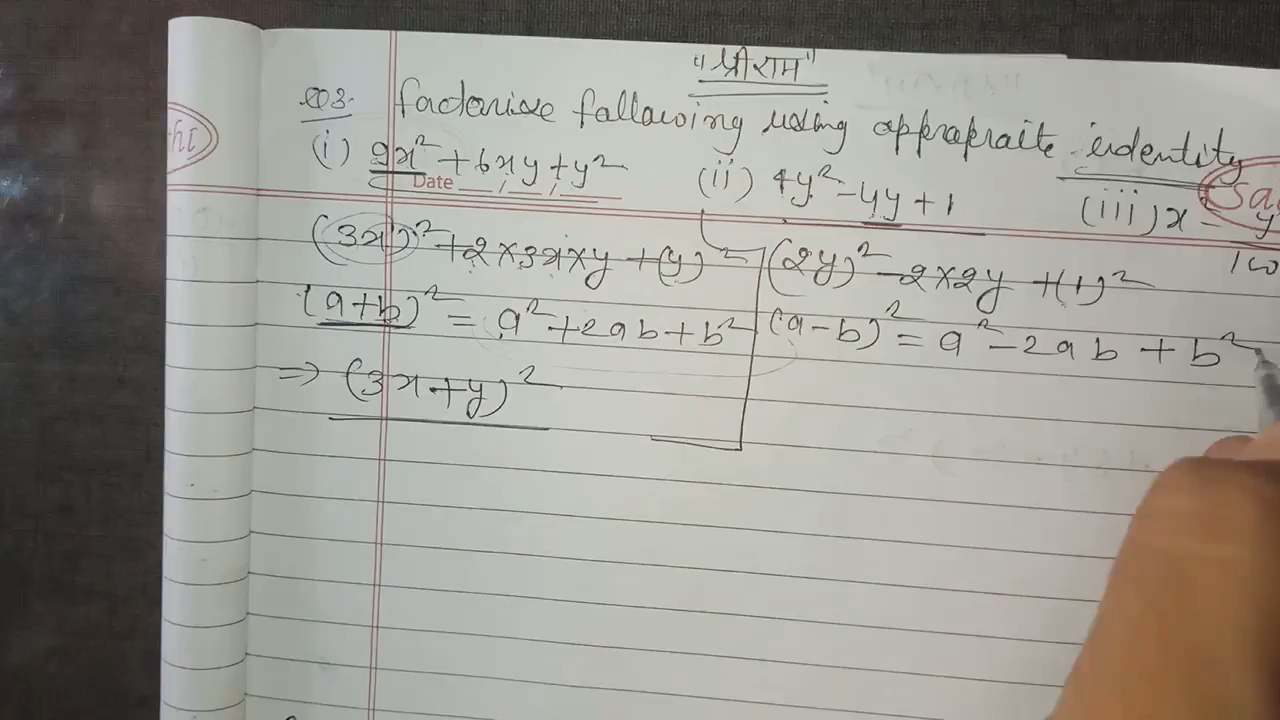 "श्रीराम"
Q3. factorise fallowing using appropraite identity
(i) 9x² + 6xy + y² (ii) 4y² - 4y + 1 (iii) x -
Date
(3x)² + 2×3x×y + (y)² (2y)² - 2×2y + (1)²
(a+b)² = a² + 2ab + b² (a-b)² = a² - 2ab + b²
⇒ (3x+y)²